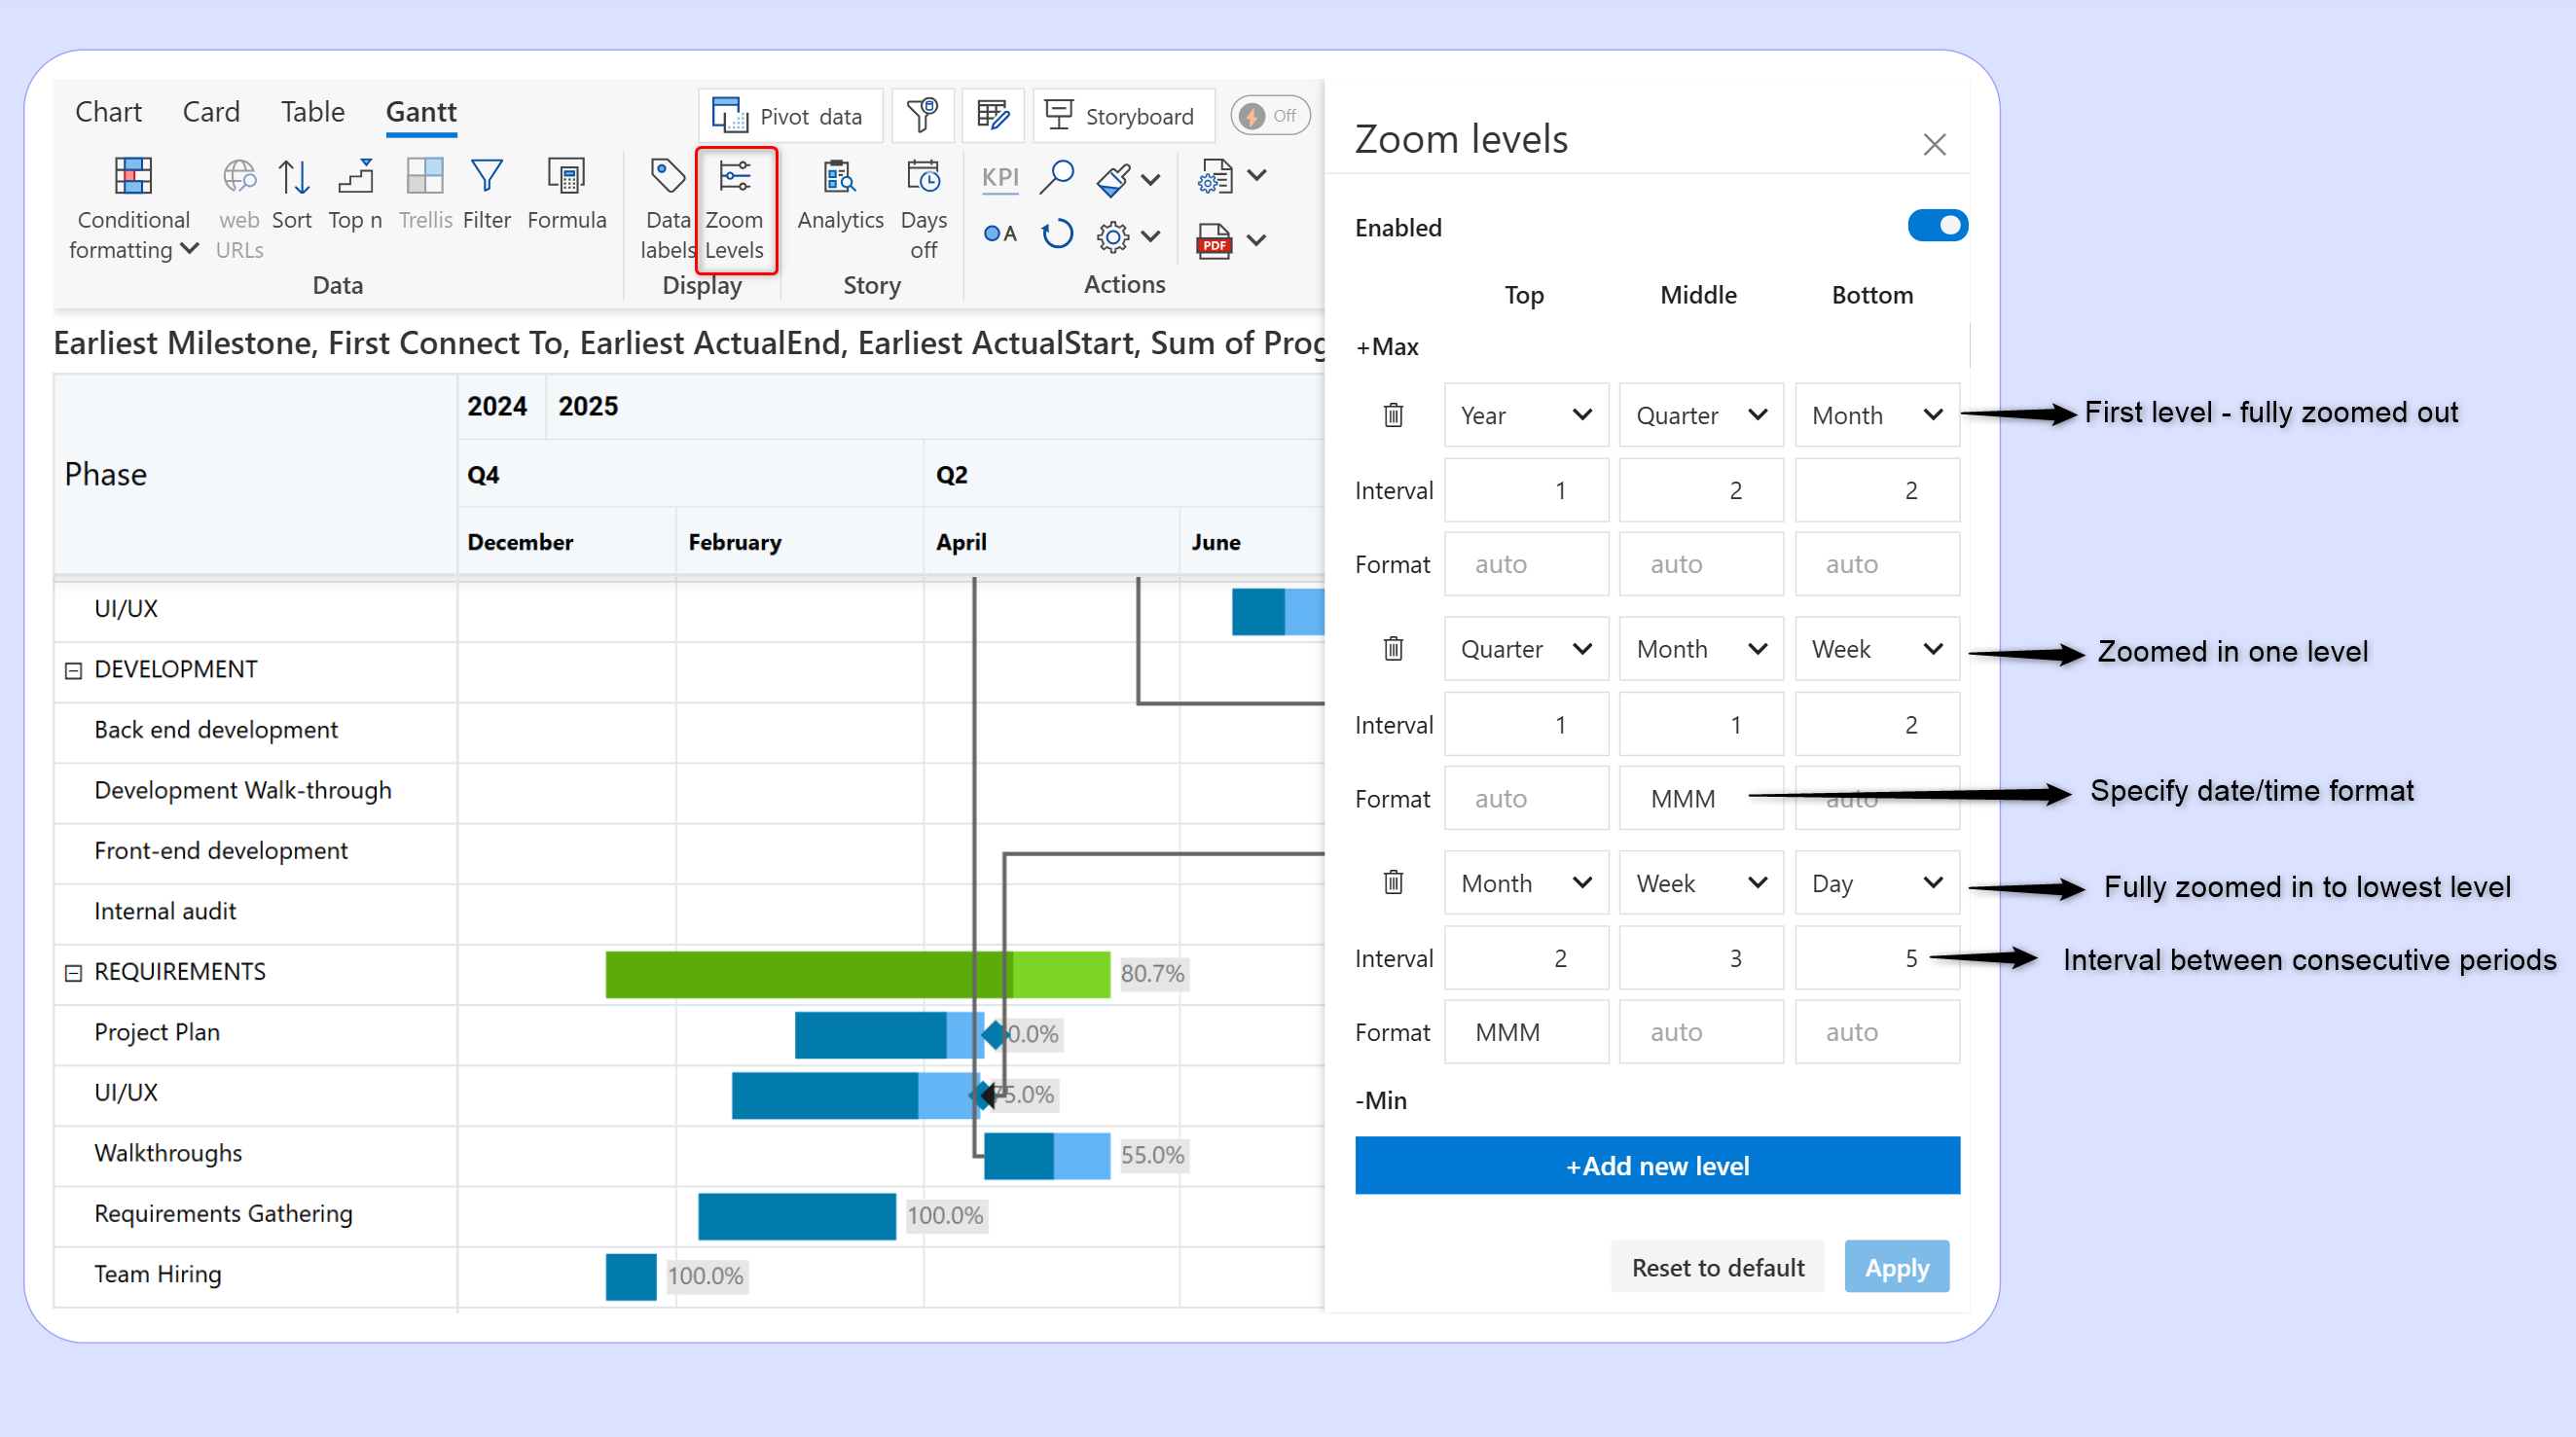 Chart Card Table Gantt
Pivot data Storyboard Off
Conditional formatting
web URLs
Sort
Top n
Trellis
Filter
Formula
Data labels
Zoom Levels
Analytics
Days off
KPI
A
PDF
Data Display Story Actions
Earliest Milestone, First Connect To, Earliest ActualEnd, Earliest ActualStart, Sum of Prog
Phase
2024 2025
Q4 Q2
December February April June
UI/UX
DEVELOPMENT
Back end development
Development Walk-through
Front-end development
Internal audit
REQUIREMENTS 80.7%
Project Plan 0.0%
UI/UX 75.0%
Walkthroughs 55.0%
Requirements Gathering 100.0%
Team Hiring 100.0%
Zoom levels
Enabled
Top Middle Bottom
+Max
Year Quarter Month First level - fully zoomed out
Interval 1 2 2
Format auto auto auto
Quarter Month Week Zoomed in one level
Interval 1 1 2
Format auto MMM auto Specify date/time format
Month Week Day Fully zoomed in to lowest level
Interval 2 3 5 Interval between consecutive periods
Format MMM auto auto
-Min
+Add new level
Reset to default Apply